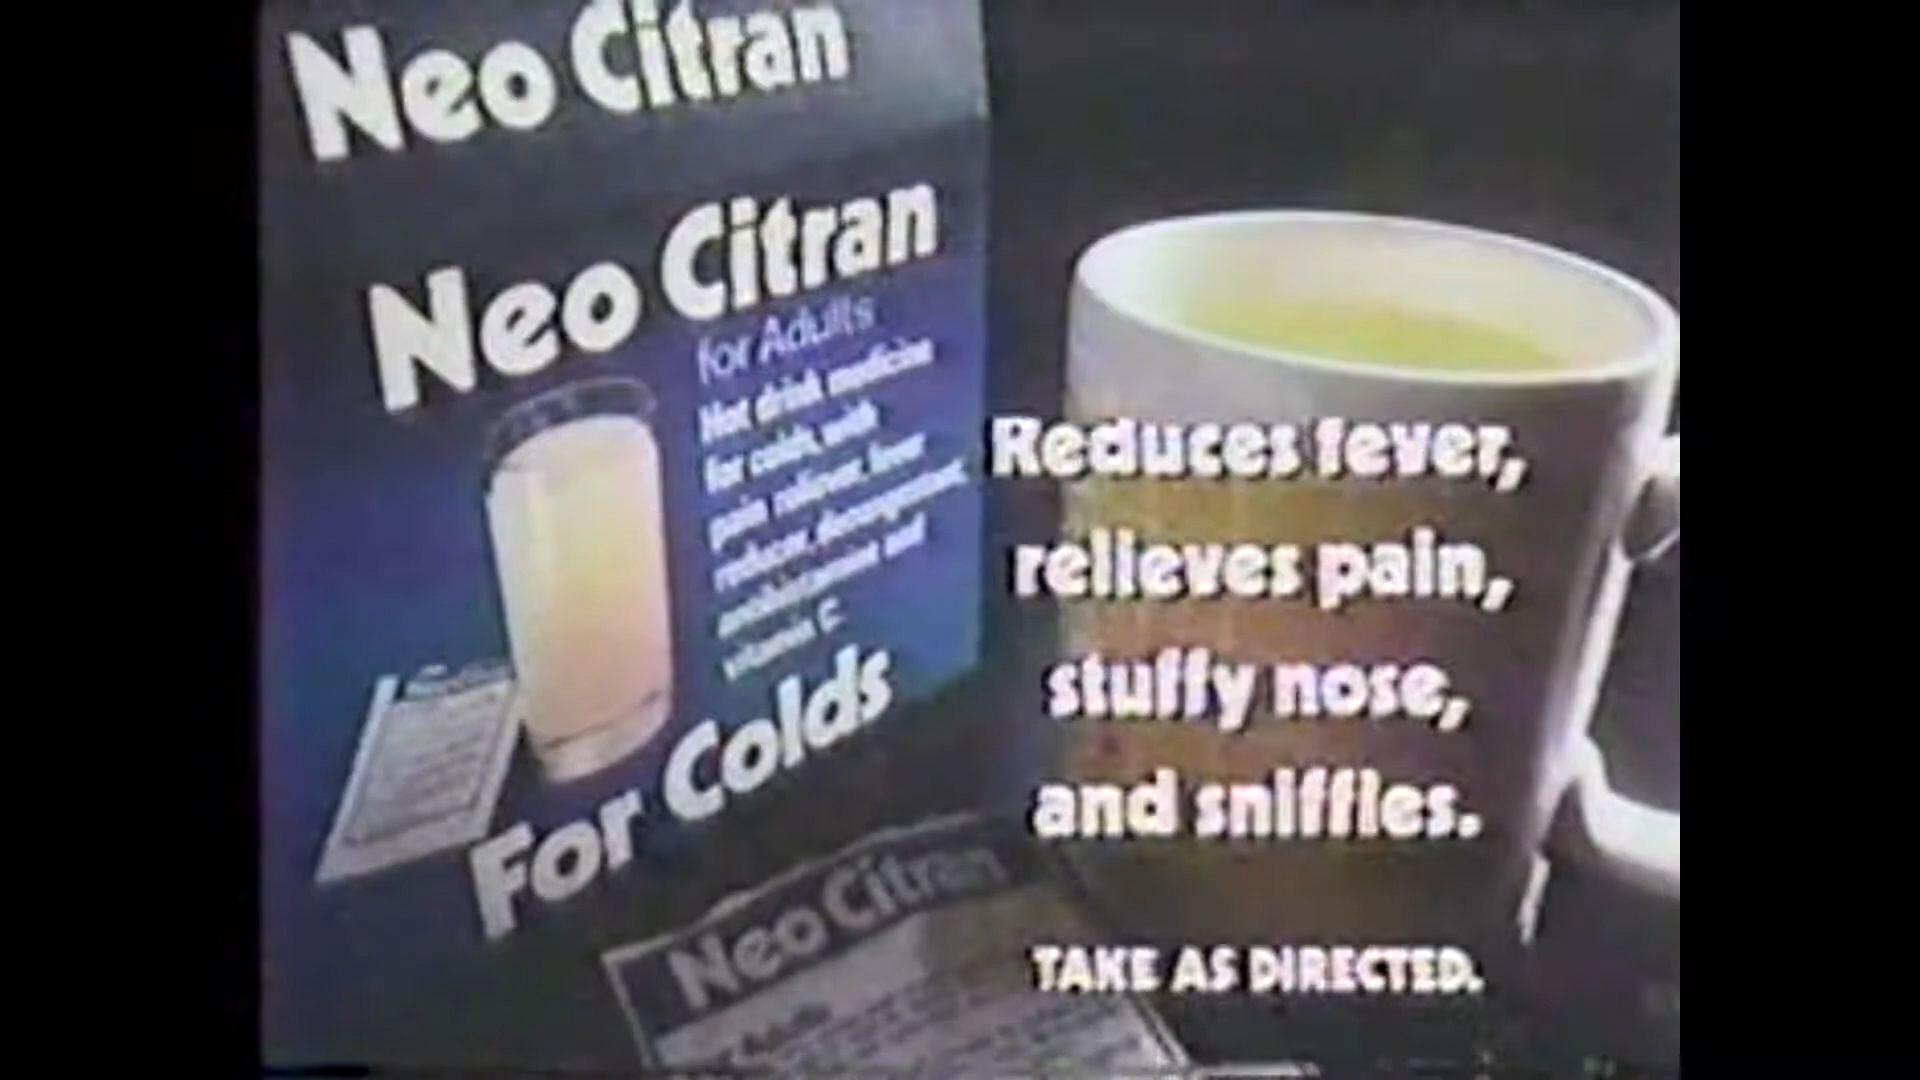 Neo Citran
Neo Citran
for Adults
Hot drink medicine
for colds, with
pain reliever, fever
reducer, decongestant,
antihistamine and
vitamin C
For Colds
Reduces fever,
relieves pain,
stuffy nose,
and sniffles.
TAKE AS DIRECTED.
Neo Citran